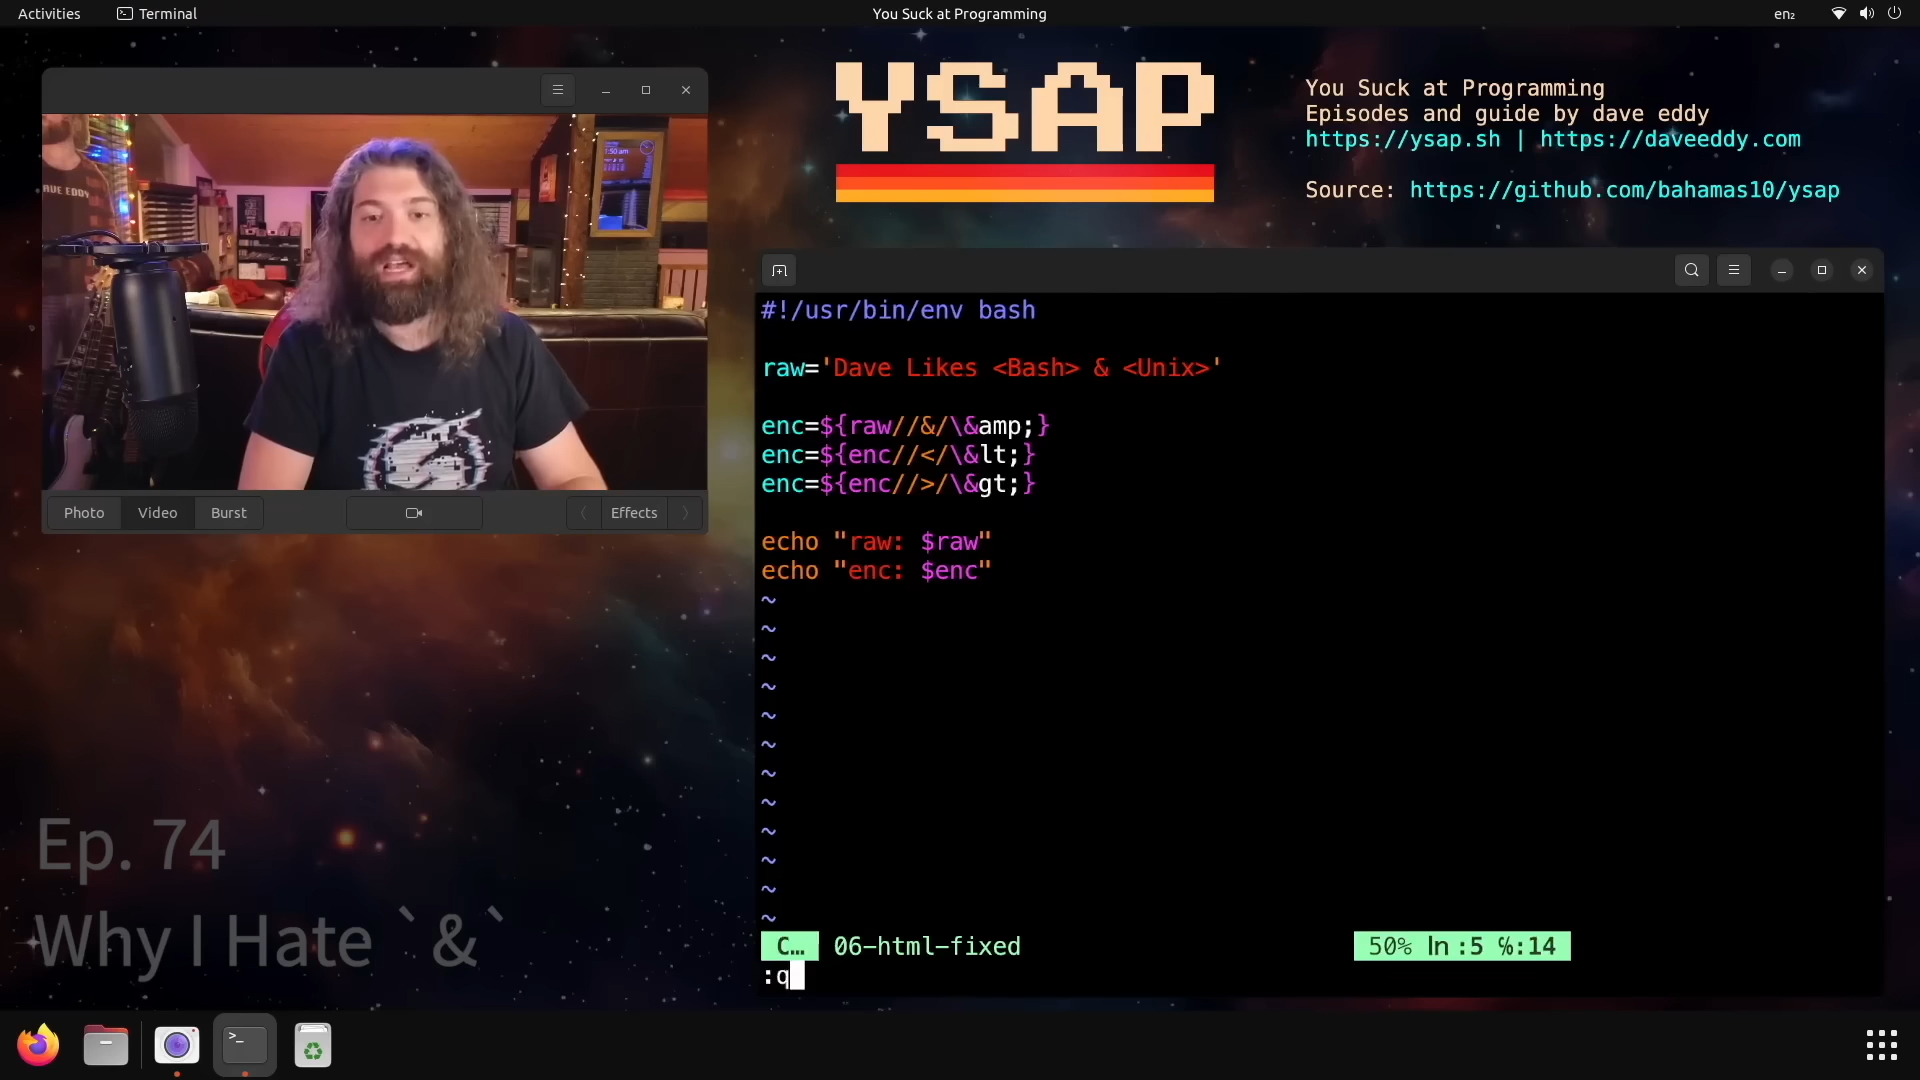 Activities
Terminal
You Suck at Programming
en₂
YSAP
You Suck at Programming
Episodes and guide by dave eddy
https://ysap.sh | https://daveeddy.com
Source: https://github.com/bahamas10/ysap
AVE EDDY
Photo
Video
Burst
Effects
#!/usr/bin/env bash
raw='Dave Likes <Bash> & <Unix>'
enc=${raw//&/\&amp;}
enc=${enc//</\&lt;}
enc=${enc//>/\&gt;}
echo "raw: $raw"
echo "enc: $enc"
~
~
~
~
~
~
~
~
~
~
~
~
C… 06-html-fixed 50% ln :5 ℅:14
:q
Ep. 74
Why I Hate `&`